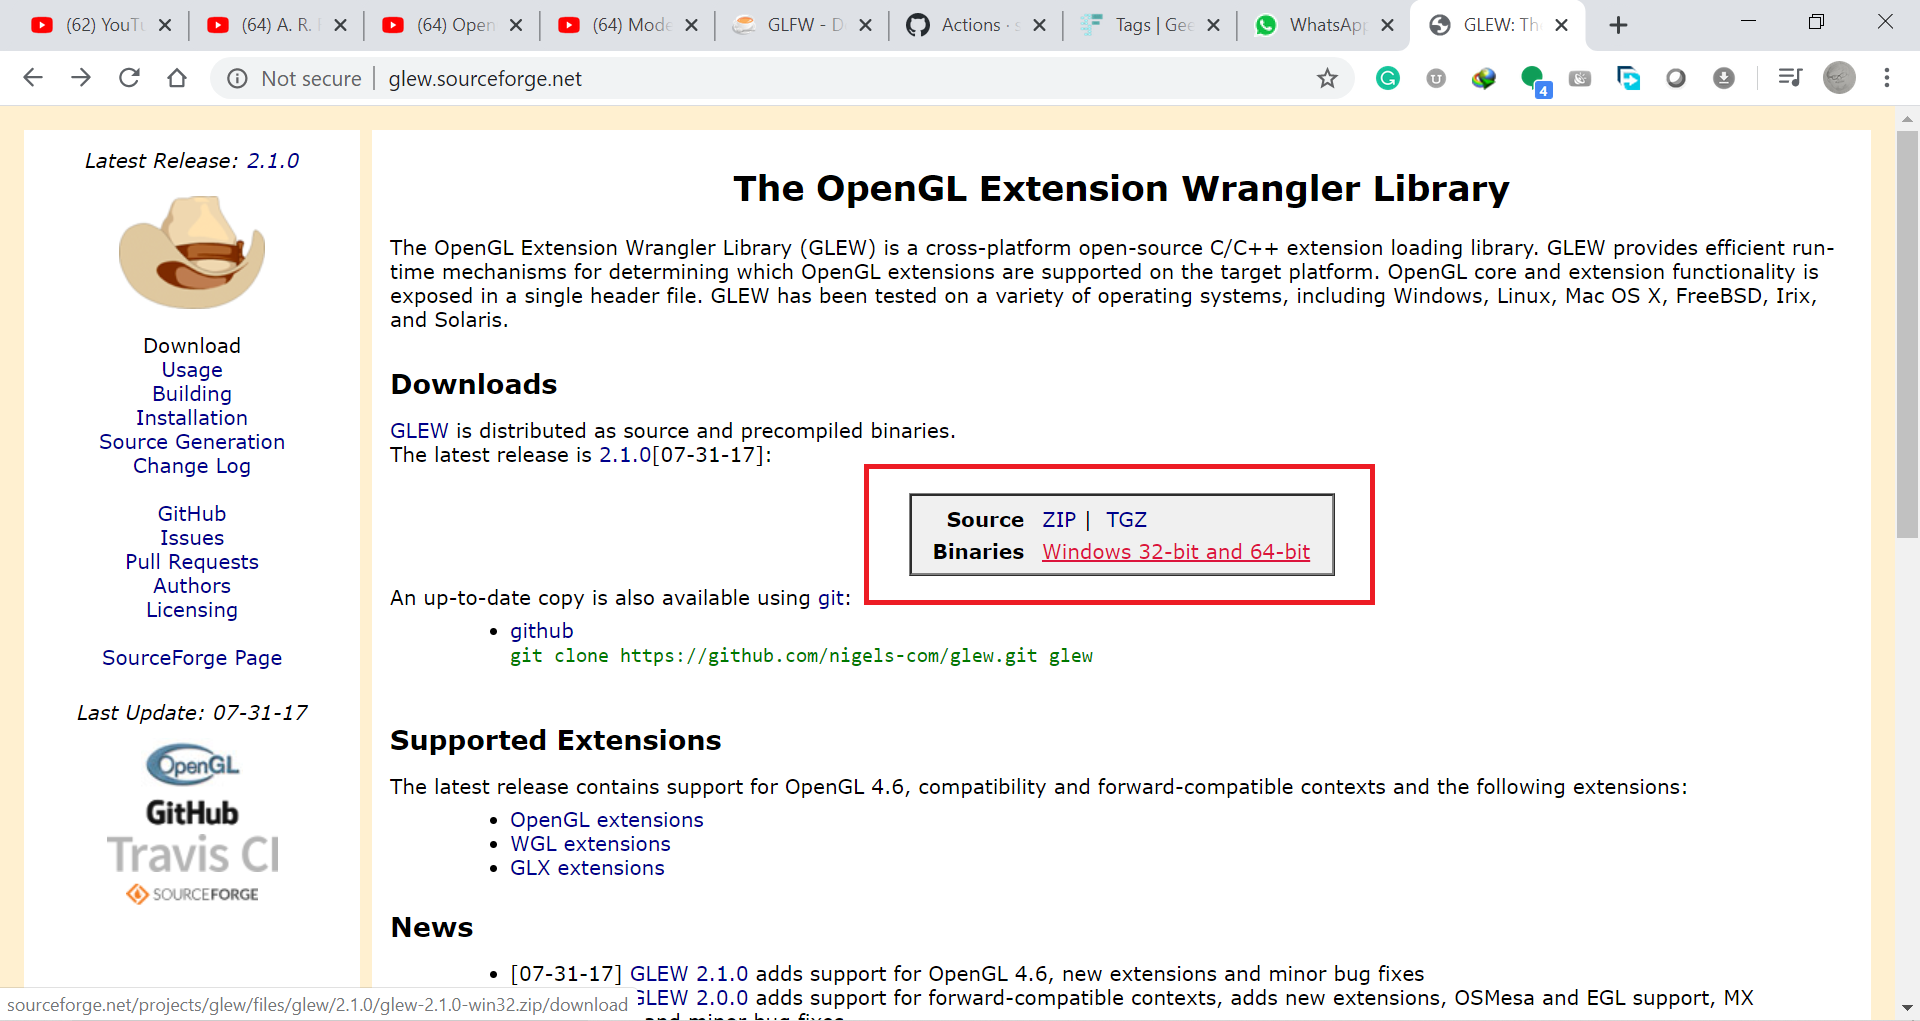 (62) YouTu
(64) A. R.
(64) Open
(64) Mode
GLFW - D
Actions · s
Tags | Gee
WhatsApp
GLEW: The
Not secure
glew.sourceforge.net
4
Latest Release: 2.1.0
Download
Usage
Building
Installation
Source Generation
Change Log
GitHub
Issues
Pull Requests
Authors
Licensing
SourceForge Page
Last Update: 07-31-17
OpenGL
GitHub
Travis CI
SOURCEFORGE
The OpenGL Extension Wrangler Library
The OpenGL Extension Wrangler Library (GLEW) is a cross-platform open-source C/C++ extension loading library. GLEW provides efficient run-
time mechanisms for determining which OpenGL extensions are supported on the target platform. OpenGL core and extension functionality is
exposed in a single header file. GLEW has been tested on a variety of operating systems, including Windows, Linux, Mac OS X, FreeBSD, Irix,
and Solaris.
Downloads
GLEW is distributed as source and precompiled binaries.
The latest release is 2.1.0[07-31-17]:
Source ZIP | TGZ
Binaries Windows 32-bit and 64-bit
An up-to-date copy is also available using git:
• github
git clone https://github.com/nigels-com/glew.git glew
Supported Extensions
The latest release contains support for OpenGL 4.6, compatibility and forward-compatible contexts and the following extensions:
• OpenGL extensions
• WGL extensions
• GLX extensions
News
• [07-31-17] GLEW 2.1.0 adds support for OpenGL 4.6, new extensions and minor bug fixes
GLEW 2.0.0 adds support for forward-compatible contexts, adds new extensions, OSMesa and EGL support, MX
and minor bug fixes
sourceforge.net/projects/glew/files/glew/2.1.0/glew-2.1.0-win32.zip/download